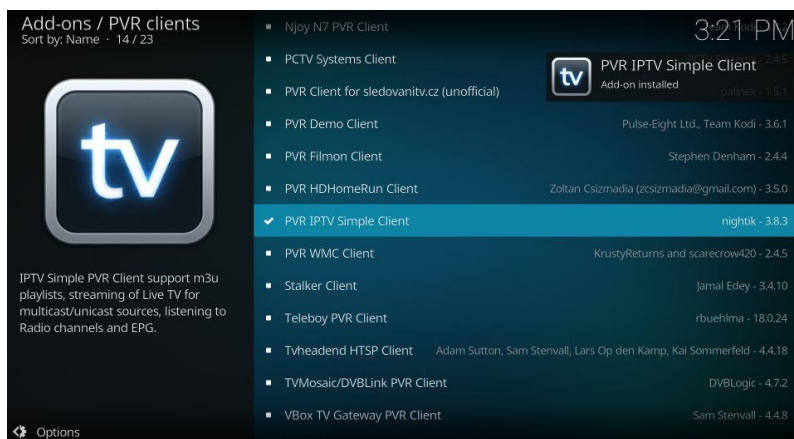 Add-ons / PVR clients
Sort by: Name · 14 / 23
3:21 PM
tv
IPTV Simple PVR Client support m3u
playlists, streaming of Live TV for
multicast/unicast sources, listening to
Radio channels and EPG.
Options
Njoy N7 PVR Client
PCTV Systems Client 2.4.5
PVR IPTV Simple Client
Add-on installed
tv
PVR Client for sledovanitv.cz (unofficial) palinek - 1.5.1
PVR Demo Client Pulse-Eight Ltd., Team Kodi - 3.6.1
PVR Filmon Client Stephen Denham - 2.4.4
PVR HDHomeRun Client Zoltan Csizmadia (zcsizmadia@gmail.com) - 3.5.0
PVR IPTV Simple Client nightik - 3.8.3
PVR WMC Client KrustyReturns and scarecrow420 - 2.4.5
Stalker Client Jamal Edey - 3.4.10
Teleboy PVR Client rbuehlma - 18.0.24
Tvheadend HTSP Client Adam Sutton, Sam Stenvall, Lars Op den Kamp, Kai Sommerfeld - 4.4.18
TVMosaic/DVBLink PVR Client DVBLogic - 4.7.2
VBox TV Gateway PVR Client Sam Stenvall - 4.4.8